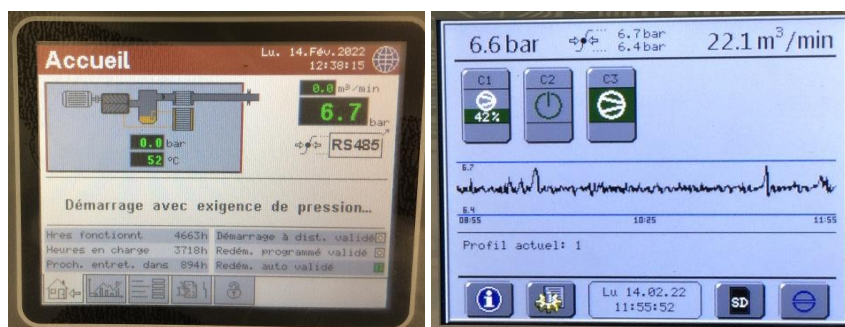 Accueil
Lu. 14.Fév.2022
12:38:15
0.0 m³/min
6.7 bar
RS485
0.0 bar
52 °C
Démarrage avec exigence de pression…
Hres fonctionnt 4663h Démarrage à dist. validé
Heures en charge 3718h Redém. programmé validé
Proch. entret. dans 894h Redém. auto validé
6.6 bar
6.7 bar
6.4 bar
22.1 m³/min
C1
C2
C3
42%
6.7
6.4
08:55
10:25
11:55
Profil actuel: 1
Lu 14.02.22
11:55:52
SD